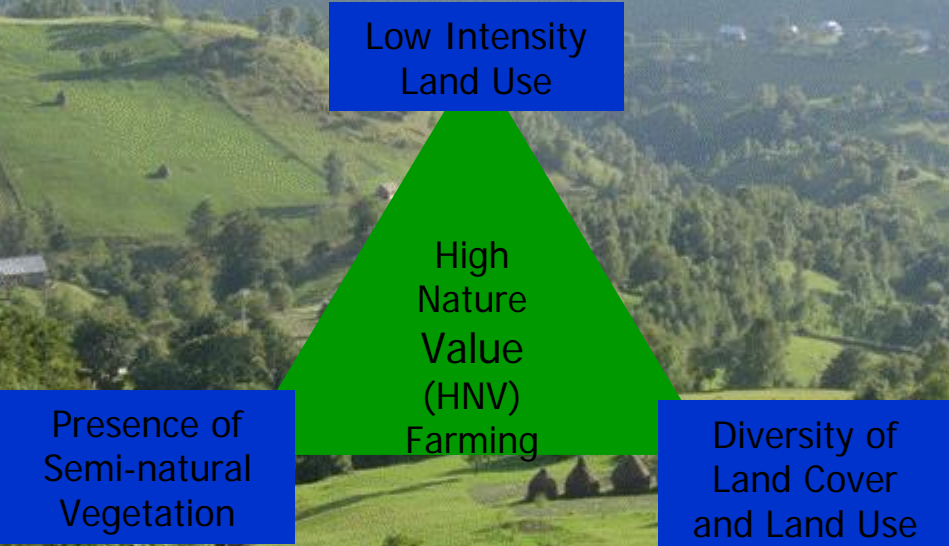 Low Intensity
Land Use
High
Nature
Value
(HNV)
Farming
Presence of
Semi-natural
Vegetation
Diversity of
Land Cover
and Land Use